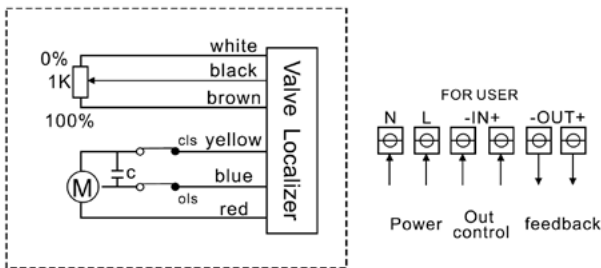 white
0%
black
1K
brown
100%
cls yellow
C
blue
M
ols
red
Valve Localizer
FOR USER
N L -IN+ -OUT+
Power Out control feedback